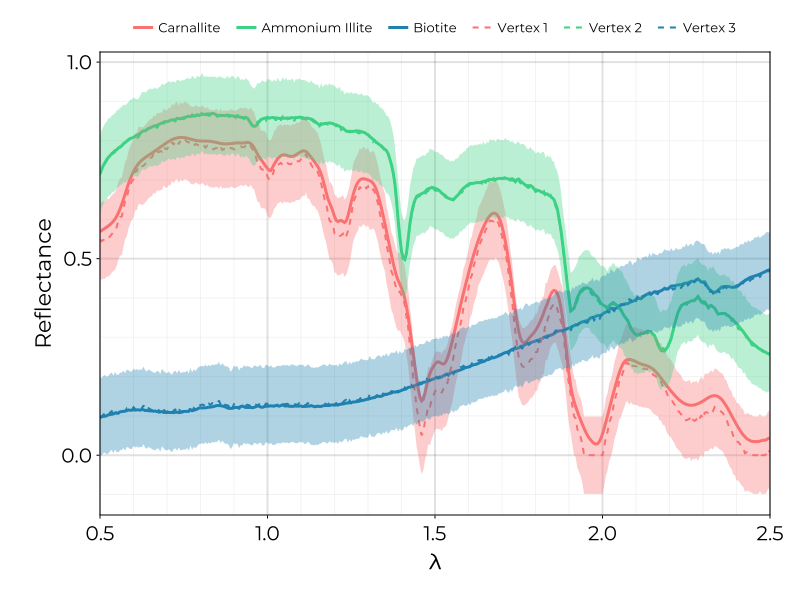 Carnallite Ammonium Illite Biotite Vertex 1 Vertex 2 Vertex 3
1.0
0.5
0.0
Reflectance
0.5 1.0 1.5 2.0 2.5
λ